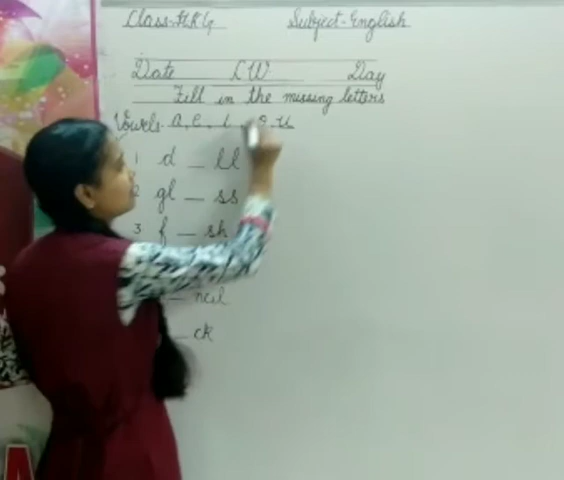 Class-HKG Subject-English
Date CW Day
Fill in the missing letters
Vowels a, e, i, o, u
1 d _ ll
2 gl _ ss
3 f _ sh
_ ncil
_ ck
A